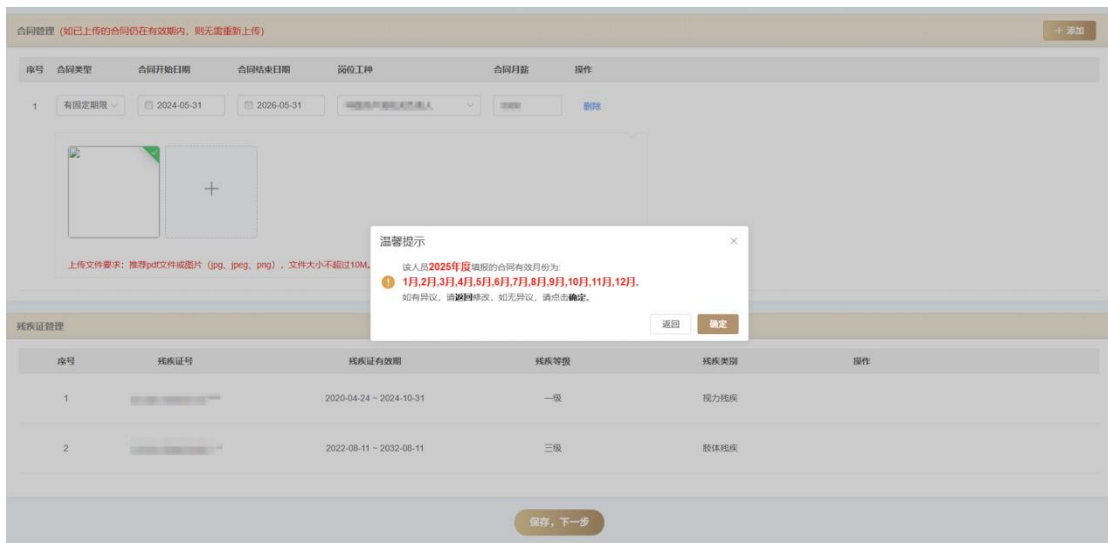 合同管理 (如已上传的合同仍在有效期内, 则无需重新上传)
+ 添加
序号 合同类型 合同开始日期 合同结束日期 岗位工种 合同月薪 操作
1 有固定期限 2024-05-31 2026-05-31 删除
上传文件要求: 推荐pdf文件或图片 (jpg、jpeg、png) , 文件大小不超过10M。
温馨提示
该人员2025年度填报的合同有效月份为:
1月,2月,3月,4月,5月,6月,7月,8月,9月,10月,11月,12月.
如有异议, 请返回修改, 如无异议, 请点击确定。
返回 确定
残疾证管理
序号 残疾证号 残疾证有效期 残疾等级 残疾类别 操作
1 2020-04-24 ~ 2024-10-31 一级 视力残疾
2 2022-08-11 ~ 2032-08-11 三级 肢体残疾
保存, 下一步